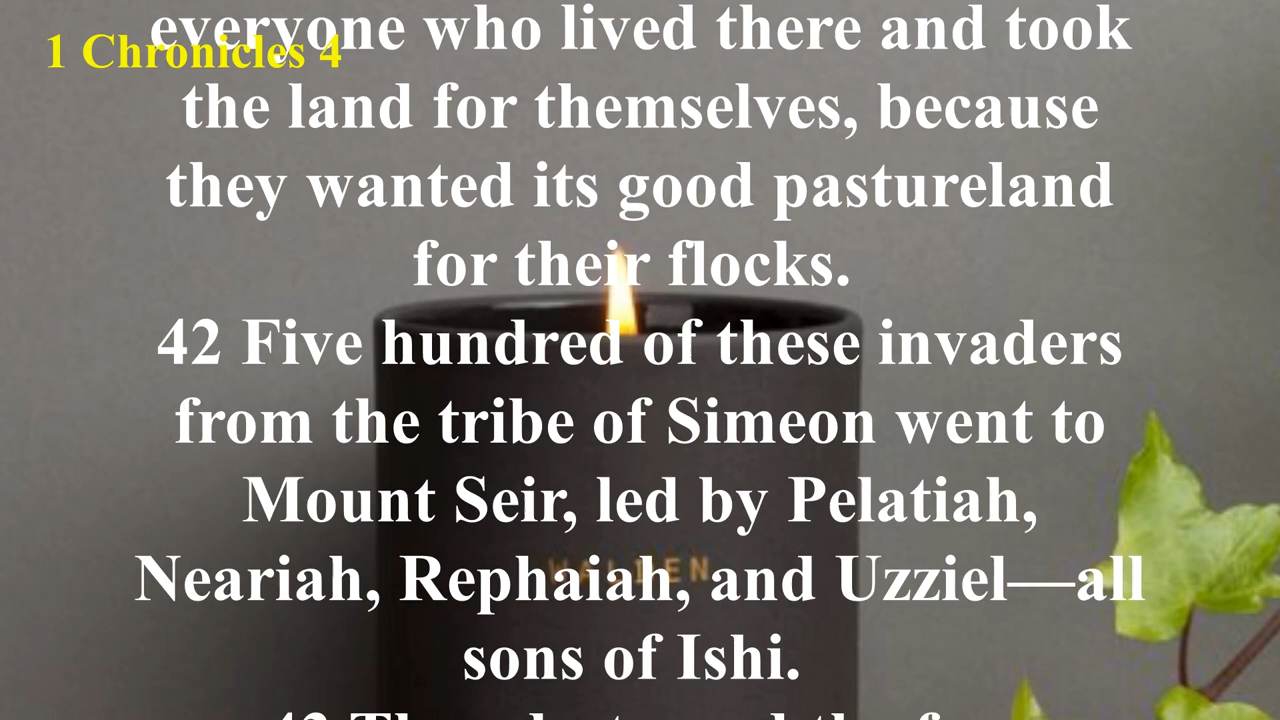 everyone who lived there and took
1 Chronicles 4
the land for themselves, because
they wanted its good pastureland
for their flocks.
42 Five hundred of these invaders
from the tribe of Simeon went to
Mount Seir, led by Pelatiah,
Neariah, Rephaiah, and Uzziel—all
sons of Ishi.